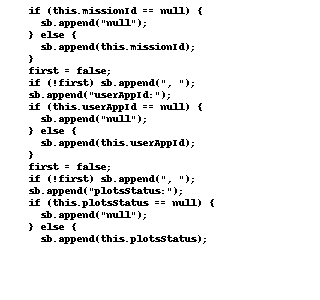 if (this.missionId == null) {
sb.append("null");
} else {
sb.append(this.missionId);
}
first = false;
if (!first) sb.append(", ");
sb.append("userAppId:");
if (this.userAppId == null) {
sb.append("null");
} else {
sb.append(this.userAppId);
}
first = false;
if (!first) sb.append(", ");
sb.append("plotsStatus:");
if (this.plotsStatus == null) {
sb.append("null");
} else {
sb.append(this.plotsStatus);